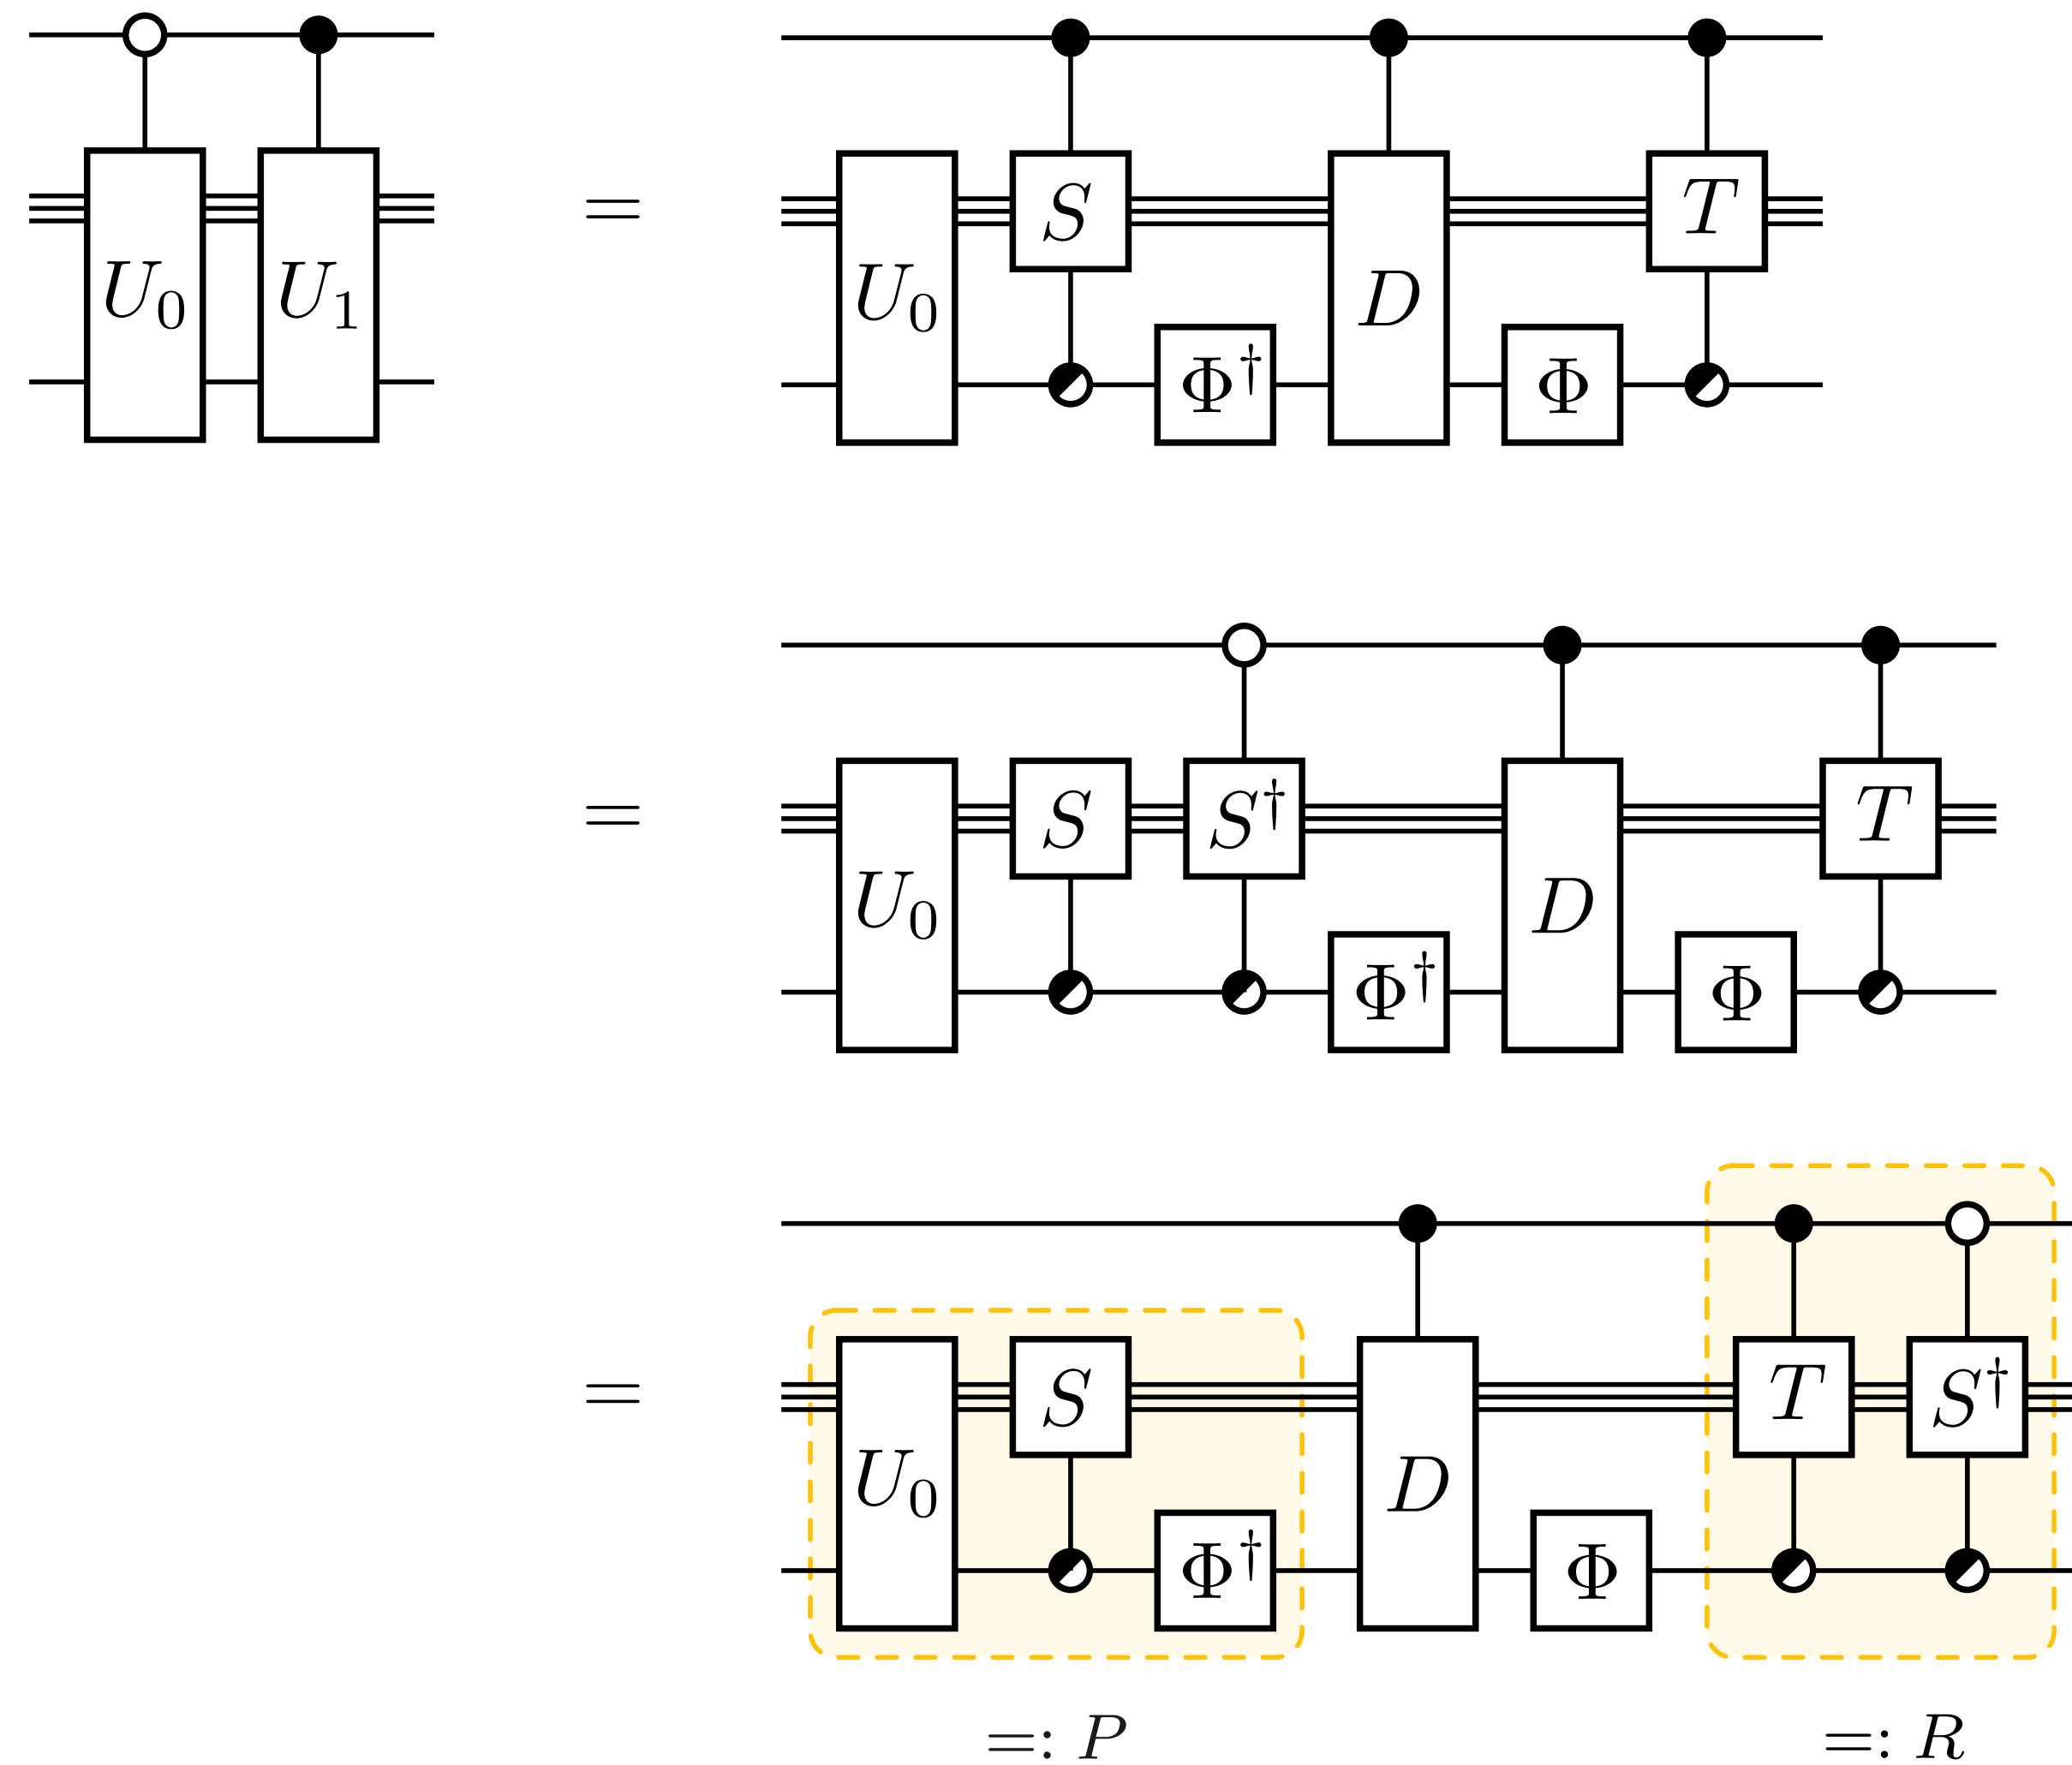 U₀ U₁ = U₀ S Φ† D Φ T
= U₀ S S† Φ† D Φ T
= U₀ S Φ† D Φ T S†
=: P =: R